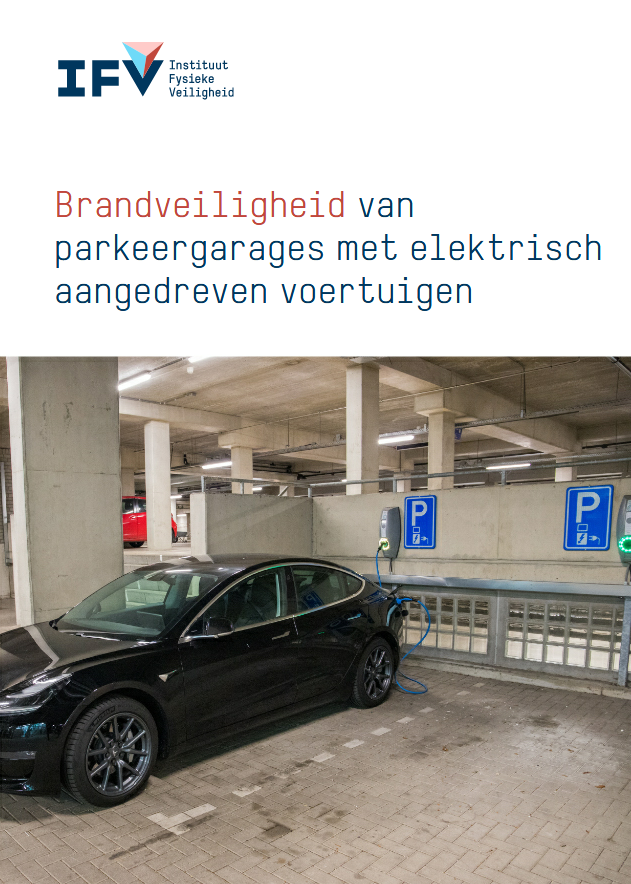 IFV
Instituut
Fysieke
Veiligheid
Brandveiligheid van
parkeergarages met elektrisch
aangedreven voertuigen
P
P